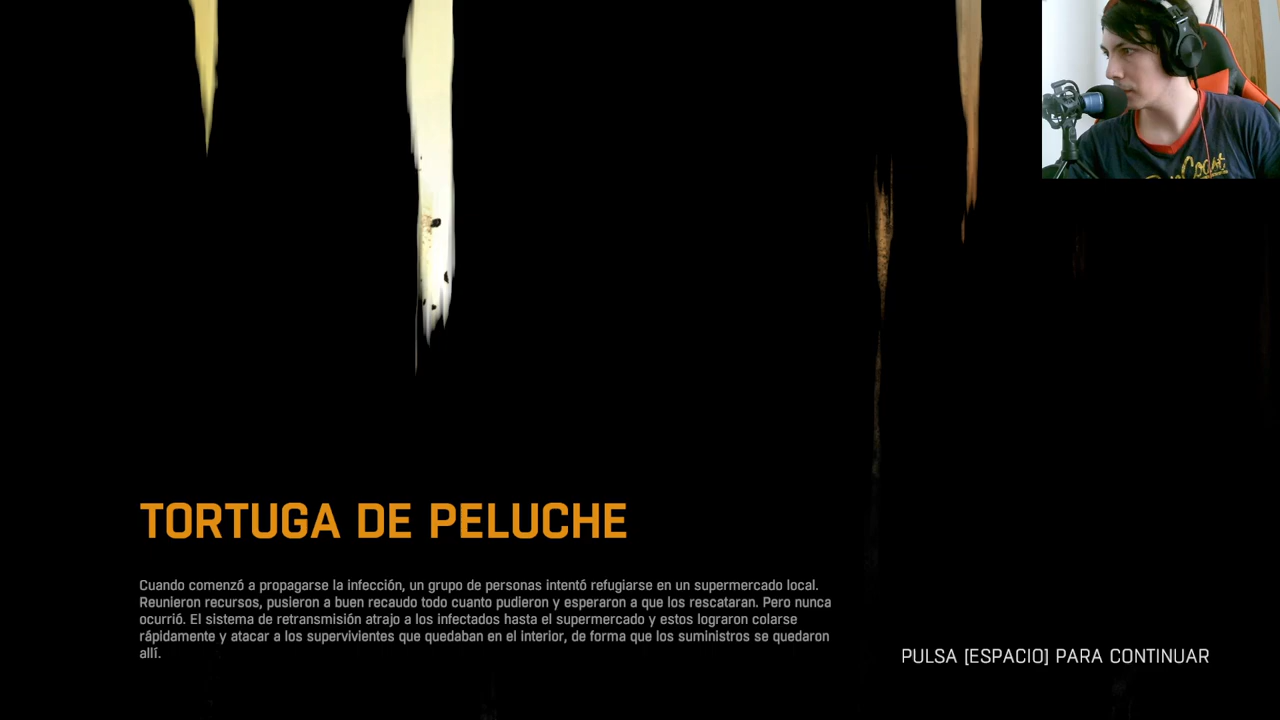 TORTUGA DE PELUCHE
Cuando comenzó a propagarse la infección, un grupo de personas intentó refugiarse en un supermercado local.
Reunieron recursos, pusieron a buen recaudo todo cuanto pudieron y esperaron a que los rescataran. Pero nunca
ocurrió. El sistema de retransmisión atrajo a los infectados hasta el supermercado y estos lograron colarse
rápidamente y atacar a los supervivientes que quedaban en el interior, de forma que los suministros se quedaron
allí.
PULSA [ESPACIO] PARA CONTINUAR
Coast